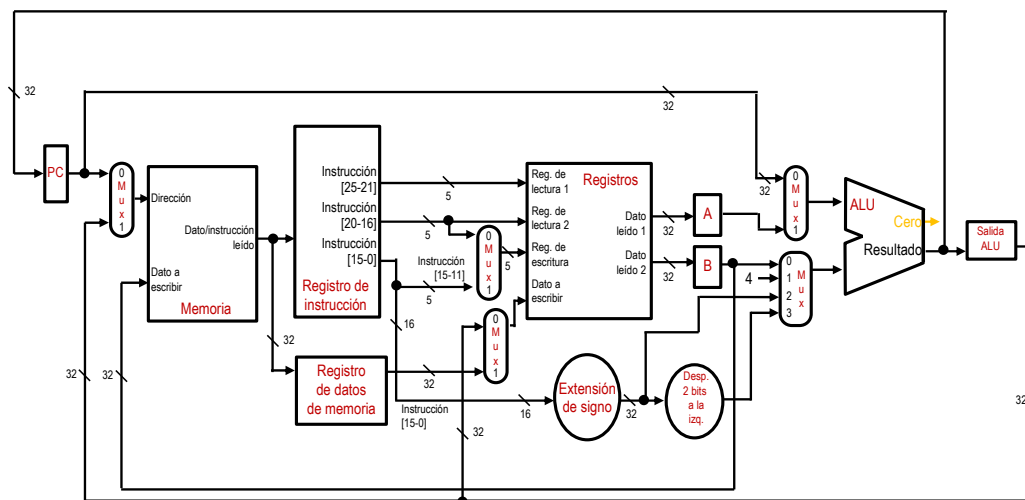 32
32
PC
0
M
u
x
1
Dirección
Dato/instrucción
leído
Dato a
escribir
Memoria
32
32
32
Instrucción
[25-21]
Instrucción
[20-16]
Instrucción
[15-0]
Registro de
instrucción
5
5
Instrucción
[15-11]
5
16
0
M
u
x
1
5
Registro
de datos
de memoria
32
Instrucción
[15-0]
0
M
u
x
1
32
Reg. de
lectura 1
Registros
Reg. de
lectura 2
Reg. de
escritura
Dato a
escribir
Dato
leído 1
Dato
leído 2
32
32
A
B
16
Extensión
de signo
32
Desp.
2 bits
a la
izq.
32
0
M
u
x
1
4
0
1
2
3
M
u
x
ALU
Cero
Resultado
Salida
ALU
32